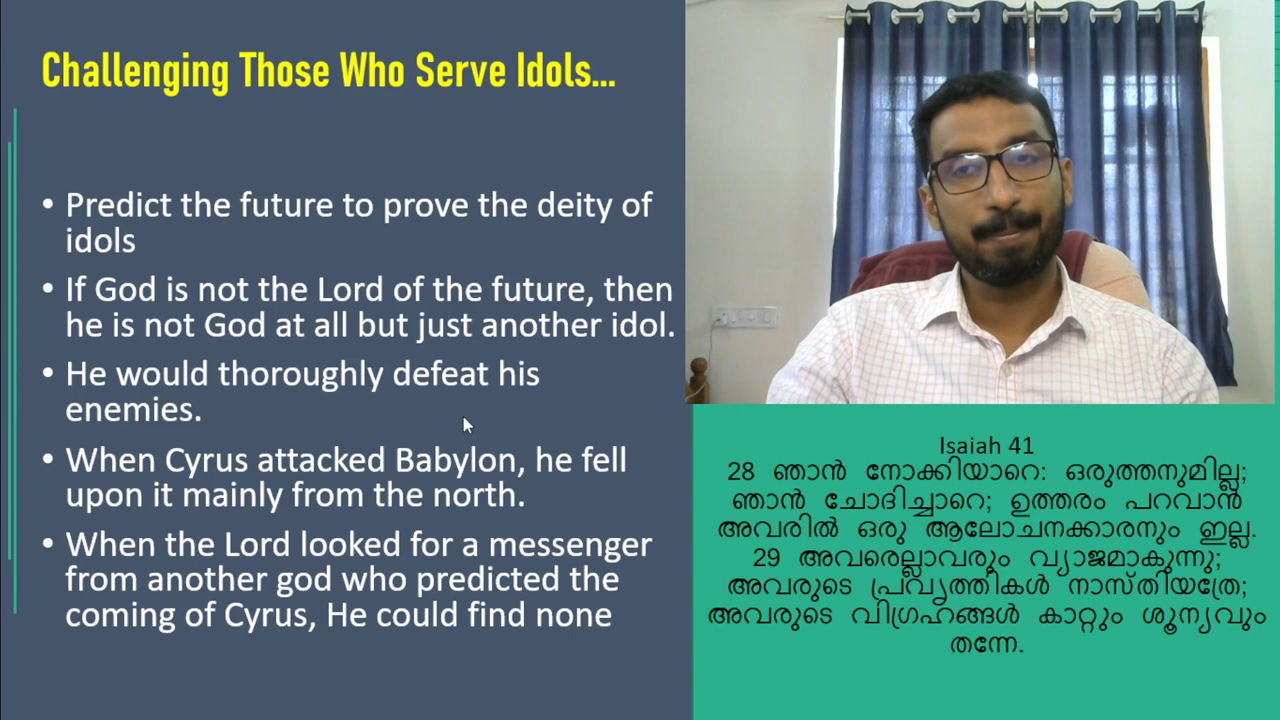 Challenging Those Who Serve Idols...
• Predict the future to prove the deity of
idols
• If God is not the Lord of the future, then
he is not God at all but just another idol.
• He would thoroughly defeat his
enemies.
• When Cyrus attacked Babylon, he fell
upon it mainly from the north.
• When the Lord looked for a messenger
from another god who predicted the
coming of Cyrus, He could find none
Isaiah 41
28 ഞാൻ നോക്കിയാറെ: ഒരുത്തനുമില്ല;
ഞാൻ ചോദിച്ചാറെ; ഉത്തരം പറവാൻ
അവരിൽ ഒരു ആലോചനക്കാരനും ഇല്ല.
29 അവരെല്ലാവരും വ്യാജമാകുന്നു;
അവരുടെ പ്രവൃത്തികൾ നാസ്തിയത്രേ;
അവരുടെ വിഗ്രഹങ്ങൾ കാറ്റും ശൂന്യവും
തന്നേ.